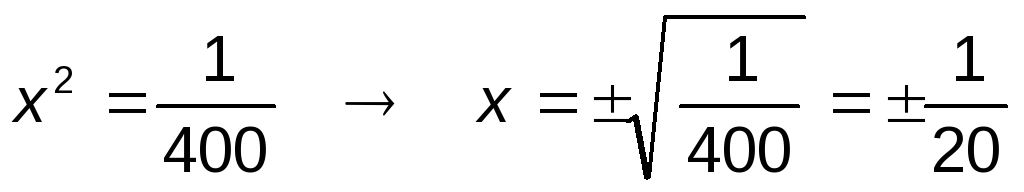 x² = 1/400 → x = ±√(1/400) = ±1/20